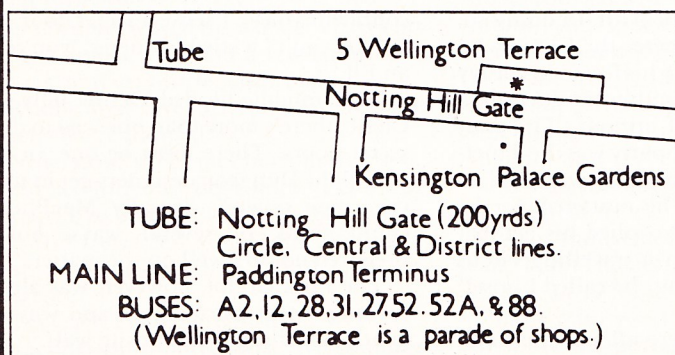 Tube
5 Wellington Terrace
*
Notting Hill Gate
Kensington Palace Gardens
TUBE: Notting Hill Gate (200yrds)
Circle, Central & District lines.
MAIN LINE: Paddington Terminus
BUSES: A2, 12, 28, 31, 27. 52. 52A, & 88.
(Wellington Terrace is a parade of shops.)